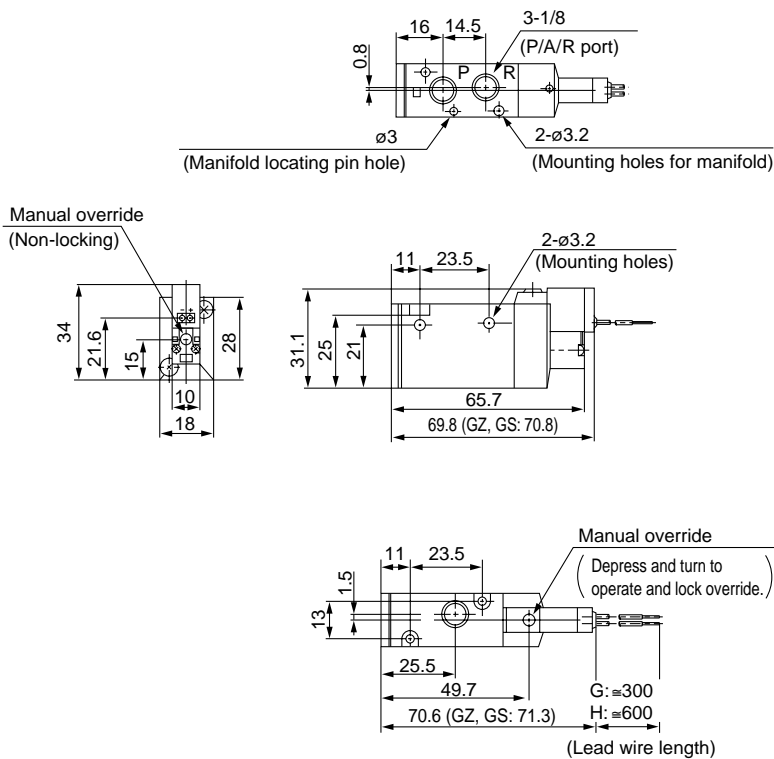 16
14.5
3-1/8
(P/A/R port)
0.8
P
R
ø3
(Manifold locating pin hole)
2-ø3.2
(Mounting holes for manifold)
Manual override
(Non-locking)
34
21.6
15
28
10
18
- +
11
23.5
2-ø3.2
(Mounting holes)
31.1
25
21
65.7
69.8 (GZ, GS: 70.8)
Manual override
(Depress and turn to
operate and lock override.)
11
23.5
1.5
13
25.5
49.7
70.6 (GZ, GS: 71.3)
G: ≅300
H: ≅600
(Lead wire length)